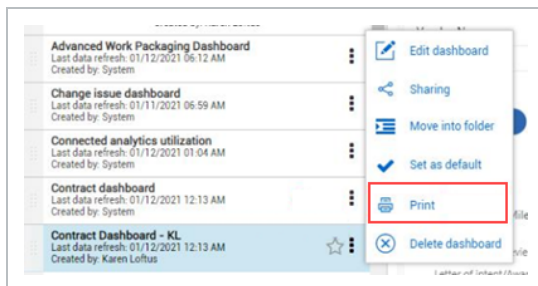 Created by: Karen Loftus
Advanced Work Packaging Dashboard
Last data refresh: 01/12/2021 06:12 AM
Created by: System
Change issue dashboard
Last data refresh: 01/11/2021 06:59 AM
Created by: System
Connected analytics utilization
Last data refresh: 01/12/2021 01:04 AM
Created by: System
Contract dashboard
Last data refresh: 01/12/2021 12:13 AM
Created by: System
Contract Dashboard - KL
Last data refresh: 01/12/2021 12:13 AM
Created by: Karen Loftus
Edit dashboard
Sharing
Move into folder
Set as default
Print
Delete dashboard